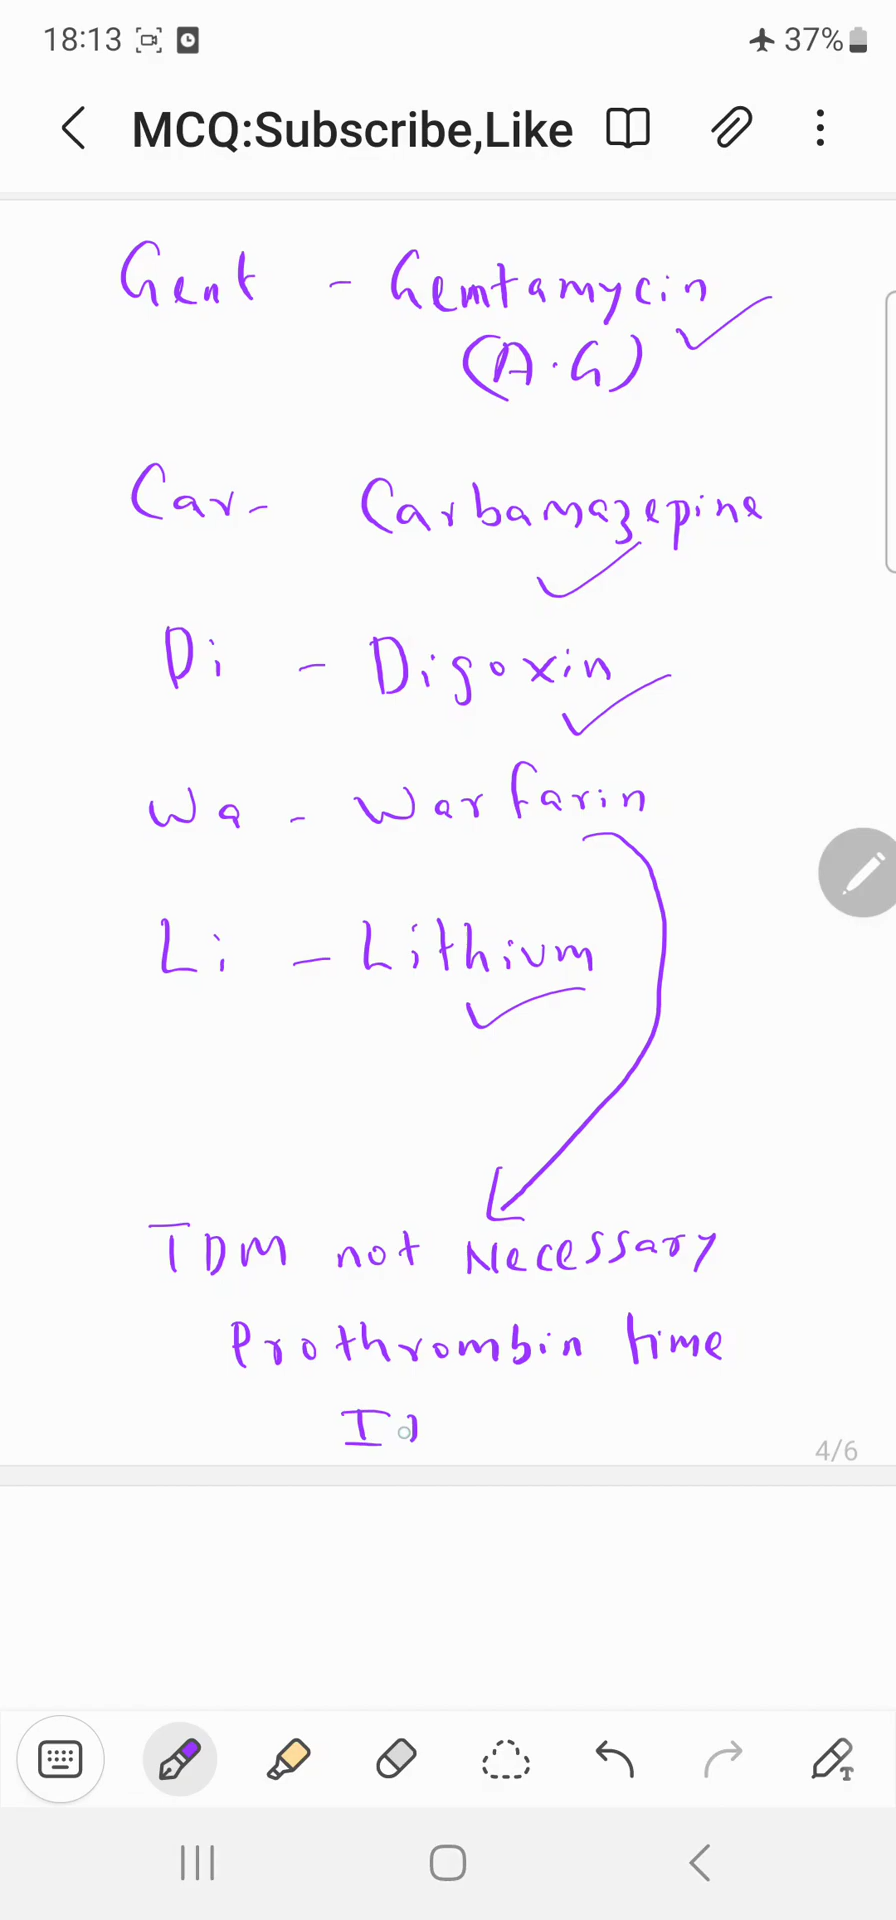 18:13 37%
MCQ:Subscribe,Like
Gent - Gemtamycin
(A.G)
Car- Carbamazepine
Di - Digoxin
Wa - Warfarin
Li - Lithium
TDM not Necessary
Prothrombin time
4/6